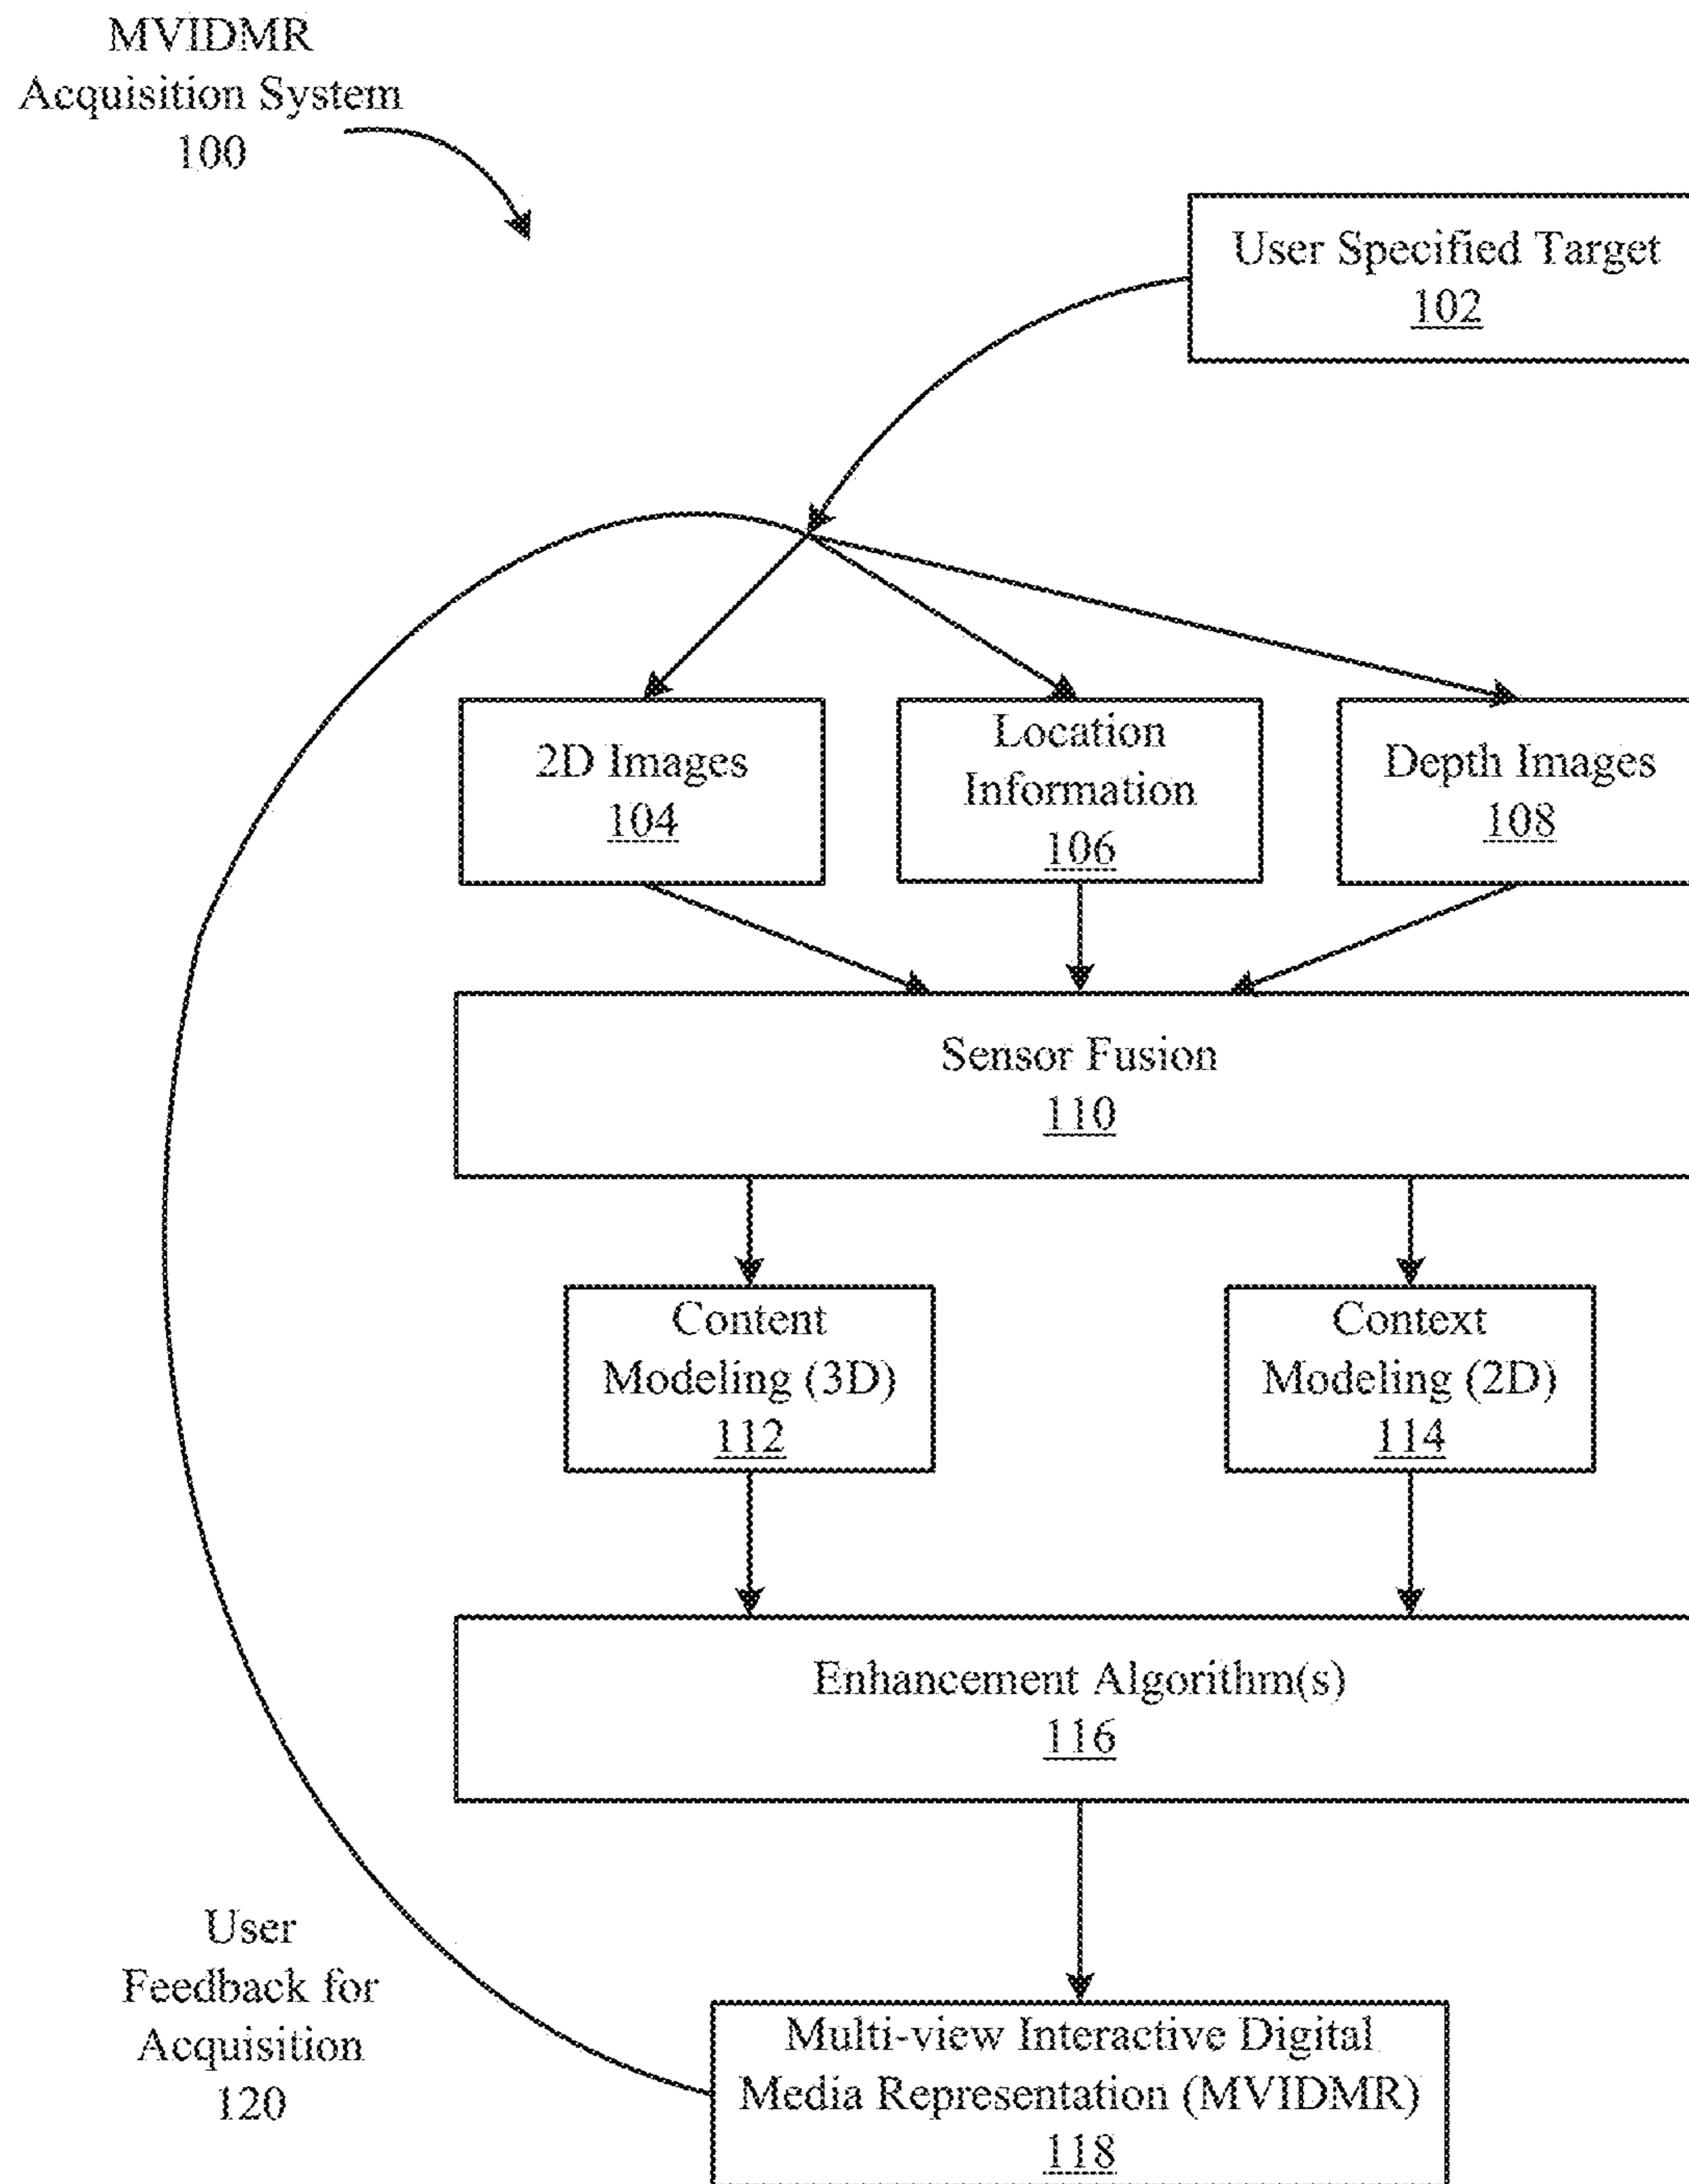 MVIDMR
Acquisition System
100
User Specified Target
102
2D Images
104
Location
Information
106
Depth Images
108
Sensor Fusion
110
Content
Modeling (3D)
112
Context
Modeling (2D)
114
Enhancement Algorithm(s)
116
User
Feedback for
Acquisition
120
Multi-view Interactive Digital
Media Representation (MVIDMR)
118